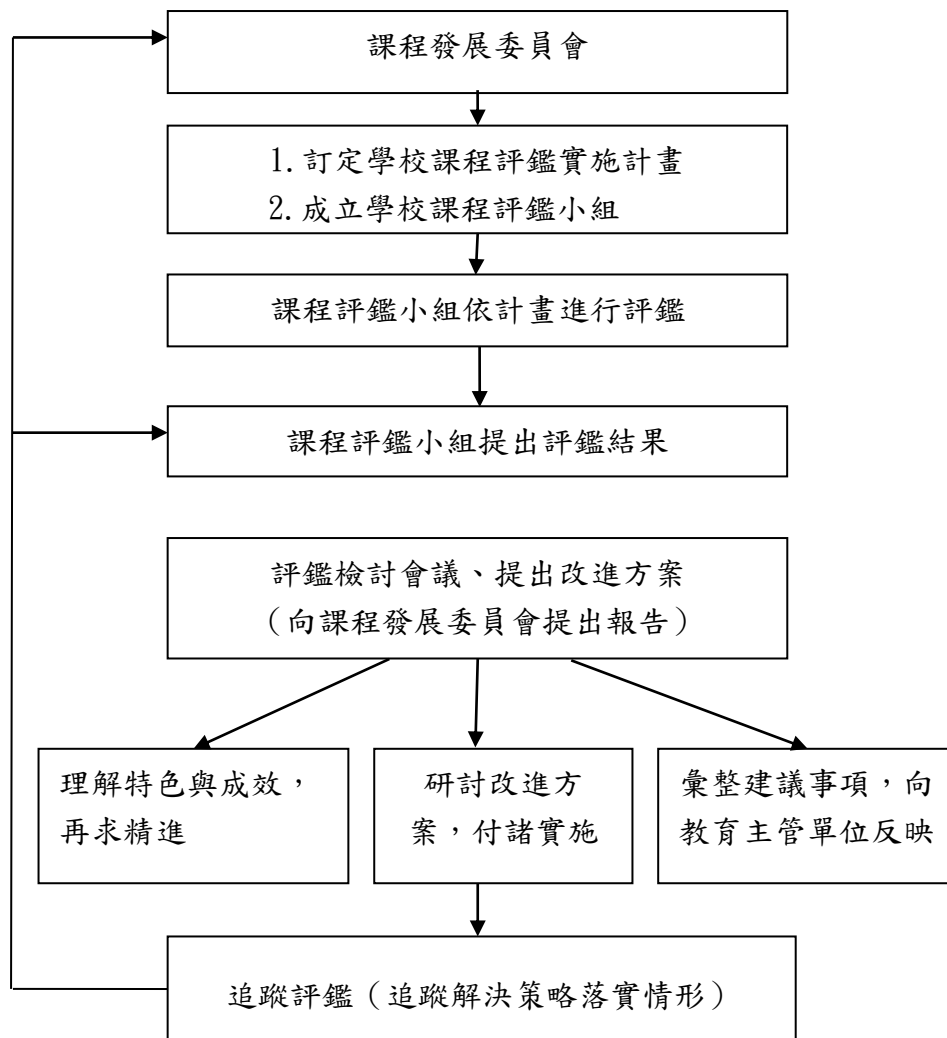 課程發展委員會
1.訂定學校課程評鑑實施計畫
2.成立學校課程評鑑小組
課程評鑑小組依計畫進行評鑑
課程評鑑小組提出評鑑結果
評鑑檢討會議、提出改進方案
（向課程發展委員會提出報告）
理解特色與成效，
再求精進
研討改進方
案，付諸實施
彙整建議事項，向
教育主管單位反映
追蹤評鑑（追蹤解決策略落實情形）